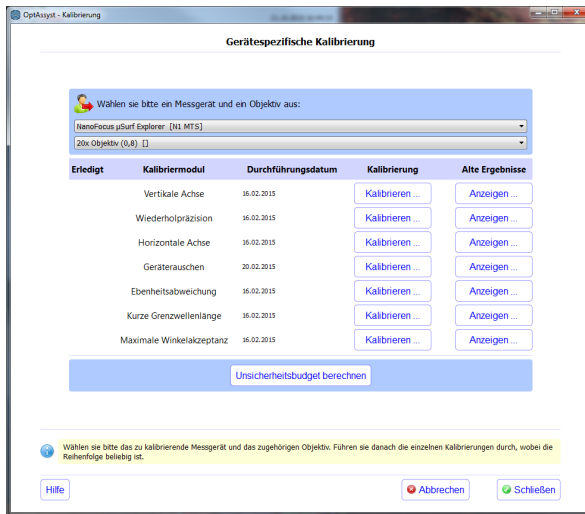 OptAssyst - Kalibrierung
Gerätespezifische Kalibrierung
Wählen sie bitte ein Messgerät und ein Objektiv aus:
NanoFocus µSurf Explorer [N1 MTS]
20x Objektiv (0,8) []
Erledigt Kalibriermodul Durchführungsdatum Kalibrierung Alte Ergebnisse
Vertikale Achse 16.02.2015 Kalibrieren ... Anzeigen ...
Wiederholpräzision 16.02.2015 Kalibrieren ... Anzeigen ...
Horizontale Achse 16.02.2015 Kalibrieren ... Anzeigen ...
Geräterauschen 20.02.2015 Kalibrieren ... Anzeigen ...
Ebenheitsabweichung 16.02.2015 Kalibrieren ... Anzeigen ...
Kurze Grenzwellenlänge 16.02.2015 Kalibrieren ... Anzeigen ...
Maximale Winkelakzeptanz 16.02.2015 Kalibrieren ... Anzeigen ...
Unsicherheitsbudget berechnen
Wählen sie bitte das zu kalibrierende Messgerät und das zugehörigen Objektiv. Führen sie danach die einzelnen Kalibrierungen durch, wobei die
Reihenfolge beliebig ist.
Hilfe Abbrechen Schließen